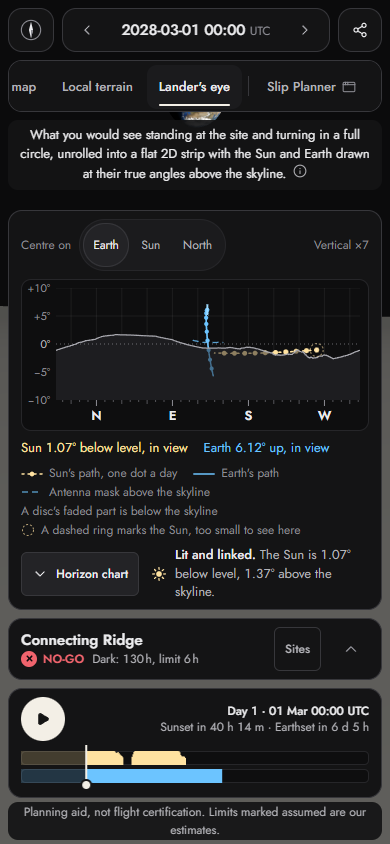 2028-03-01 00:00 UTC
map Local terrain Lander's eye Slip Planner
What you would see standing at the site and turning in a full
circle, unrolled into a flat 2D strip with the Sun and Earth drawn
at their true angles above the skyline.
Centre on Earth Sun North Vertical ×7
+10°
+5°
0°
−5°
−10°
N E S W
Sun 1.07° below level, in view Earth 6.12° up, in view
Sun's path, one dot a day Earth's path
Antenna mask above the skyline
A disc's faded part is below the skyline
A dashed ring marks the Sun, too small to see here
Horizon chart
Lit and linked. The Sun is 1.07°
below level, 1.37° above the
skyline.
Connecting Ridge
NO-GO Dark: 130 h, limit 6 h
Sites
Day 1 · 01 Mar 00:00 UTC
Sunset in 40 h 14 m · Earthset in 6 d 5 h
Planning aid, not flight certification. Limits marked assumed are our
estimates.